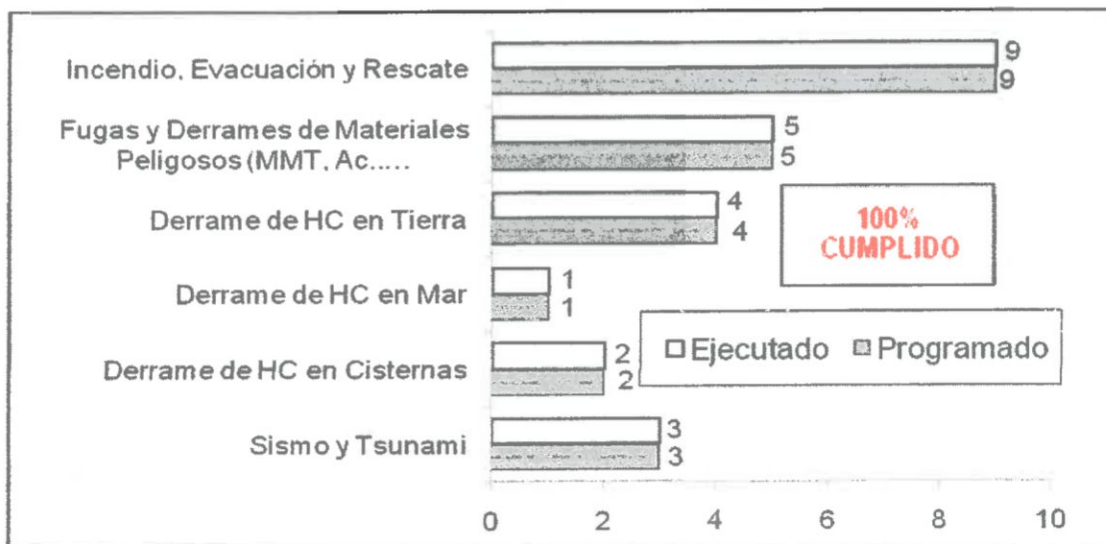 Incendio, Evacuación y Rescate
9
9
Fugas y Derrames de Materiales
Peligosos (MMT, Ac.....
5
5
Derrame de HC en Tierra
4
4
Derrame de HC en Mar
1
1
Derrame de HC en Cisternas
2
2
Sismo y Tsunami
3
3
100%
CUMPLIDO
Ejecutado Programado
0 2 4 6 8 10